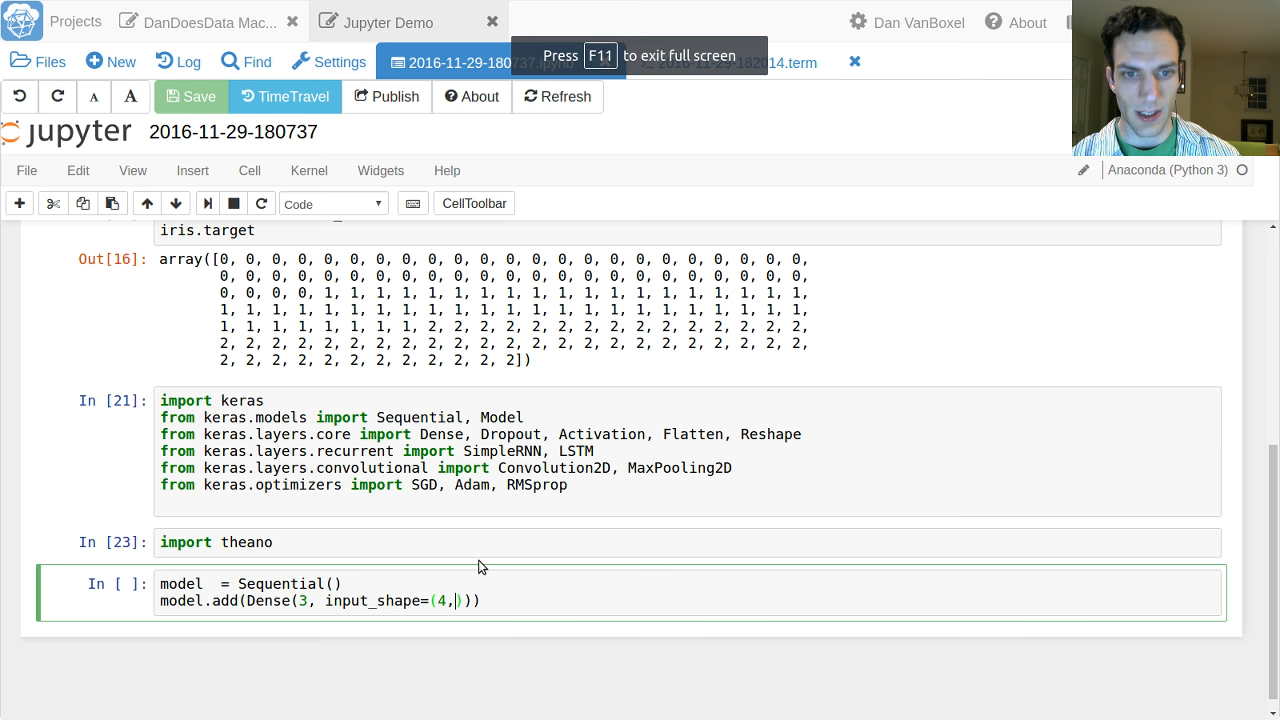 Projects DanDoesData Mac... Jupyter Demo Dan VanBoxel About
Files New Log Find Settings 2016-11-29-180737.ipynb 182014.term
Press F11 to exit full screen
A A Save TimeTravel Publish About Refresh
jupyter 2016-11-29-180737
File Edit View Insert Cell Kernel Widgets Help Anaconda (Python 3)
Code CellToolbar
iris.target
Out[16]: array([0, 0, 0, 0, 0, 0, 0, 0, 0, 0, 0, 0, 0, 0, 0, 0, 0, 0, 0, 0, 0, 0, 0,
0, 0, 0, 0, 0, 0, 0, 0, 0, 0, 0, 0, 0, 0, 0, 0, 0, 0, 0, 0, 0, 0, 0,
0, 0, 0, 0, 1, 1, 1, 1, 1, 1, 1, 1, 1, 1, 1, 1, 1, 1, 1, 1, 1, 1, 1,
1, 1, 1, 1, 1, 1, 1, 1, 1, 1, 1, 1, 1, 1, 1, 1, 1, 1, 1, 1, 1, 1, 1,
1, 1, 1, 1, 1, 1, 1, 1, 2, 2, 2, 2, 2, 2, 2, 2, 2, 2, 2, 2, 2, 2, 2,
2, 2, 2, 2, 2, 2, 2, 2, 2, 2, 2, 2, 2, 2, 2, 2, 2, 2, 2, 2, 2, 2, 2,
2, 2, 2, 2, 2, 2, 2, 2, 2, 2, 2, 2])
In [21]: import keras
from keras.models import Sequential, Model
from keras.layers.core import Dense, Dropout, Activation, Flatten, Reshape
from keras.layers.recurrent import SimpleRNN, LSTM
from keras.layers.convolutional import Convolution2D, MaxPooling2D
from keras.optimizers import SGD, Adam, RMSprop
In [23]: import theano
In [ ]: model  = Sequential()
model.add(Dense(3, input_shape=(4,)))